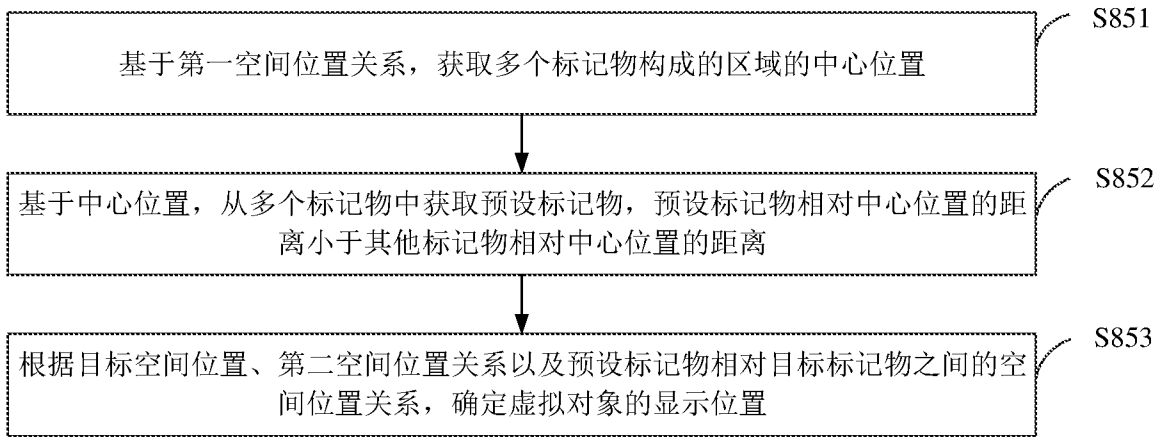 S851
基于第一空间位置关系，获取多个标记物构成的区域的中心位置
S852
基于中心位置，从多个标记物中获取预设标记物，预设标记物相对中心位置的距
离小于其他标记物相对中心位置的距离
S853
根据目标空间位置、第二空间位置关系以及预设标记物相对目标标记物之间的空
间位置关系，确定虚拟对象的显示位置